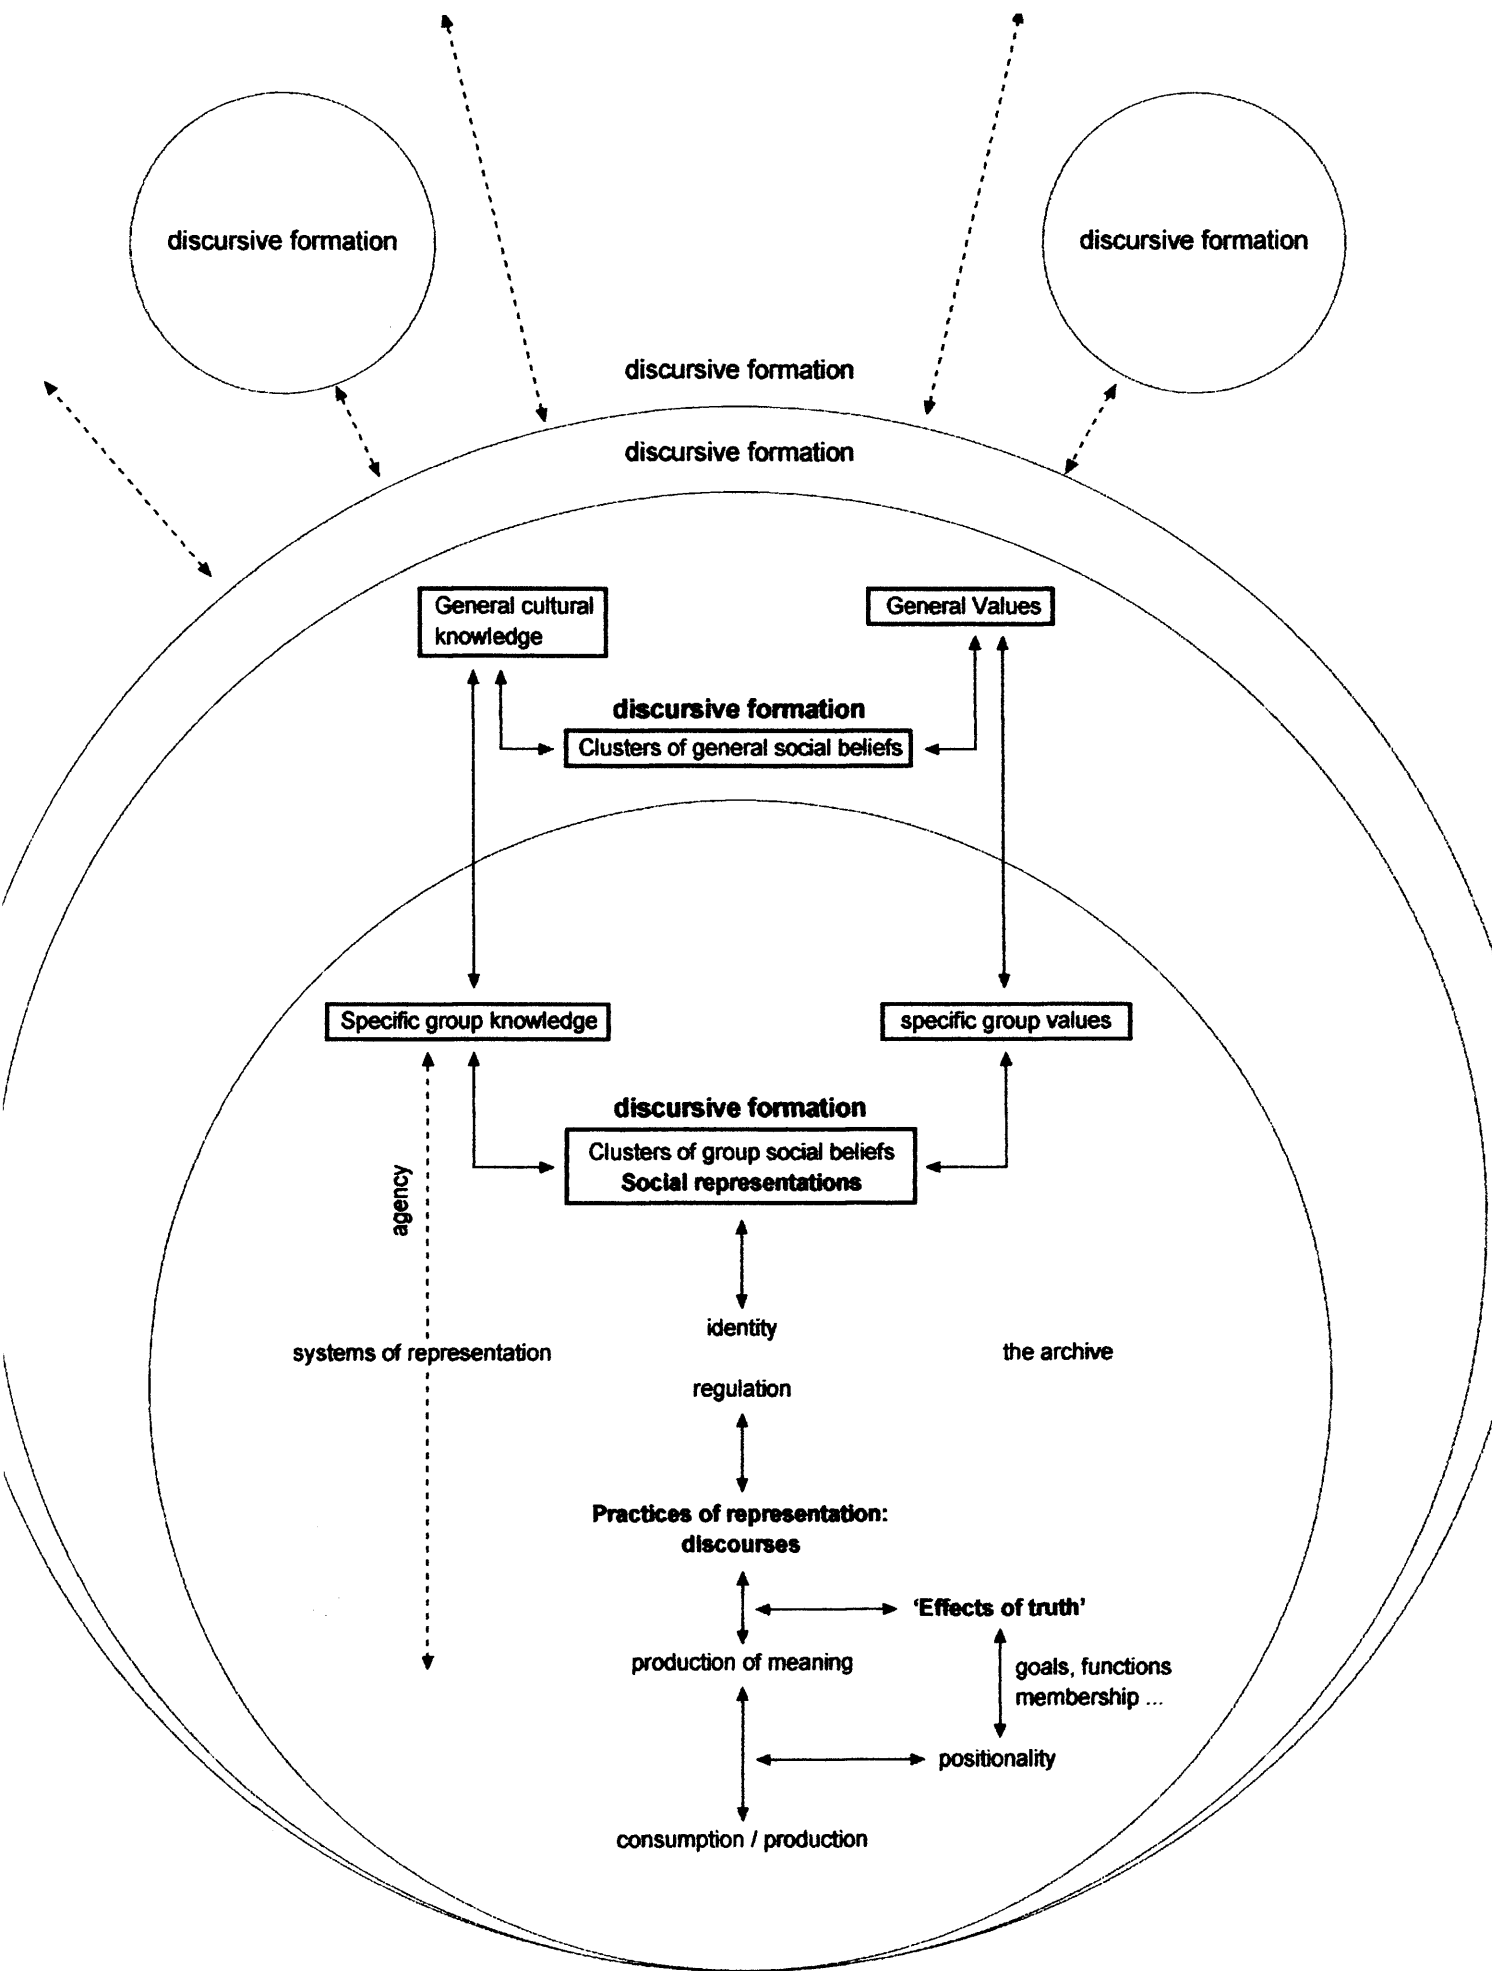 discursive formation
discursive formation
discursive formation
discursive formation
General cultural
knowledge
General Values
discursive formation
Clusters of general social beliefs
Specific group knowledge
specific group values
discursive formation
Clusters of group social beliefs
Social representations
agency
identity
systems of representation
the archive
regulation
Practices of representation:
discourses
‘Effects of truth’
production of meaning
goals, functions
membership ...
positionality
consumption / production